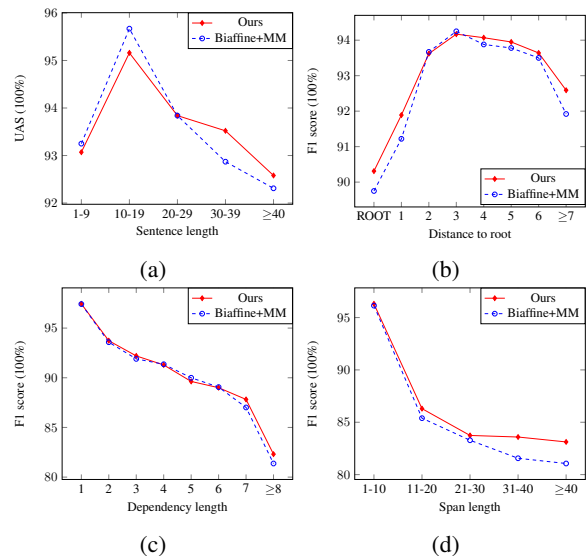 Ours
Biaffine+MM
UAS (100%)
96
95
94
93
92
1-9 10-19 20-29 30-39 ≥40
Sentence length
(a)
Ours
Biaffine+MM
F1 score (100%)
94
93
92
91
90
ROOT 1 2 3 4 5 6 ≥7
Distance to root
(b)
Ours
Biaffine+MM
F1 score (100%)
95
90
85
80
1 2 3 4 5 6 7 ≥8
Dependency length
(c)
Ours
Biaffine+MM
F1 score (100%)
95
90
85
80
1-10 11-20 21-30 31-40 ≥40
Span length
(d)